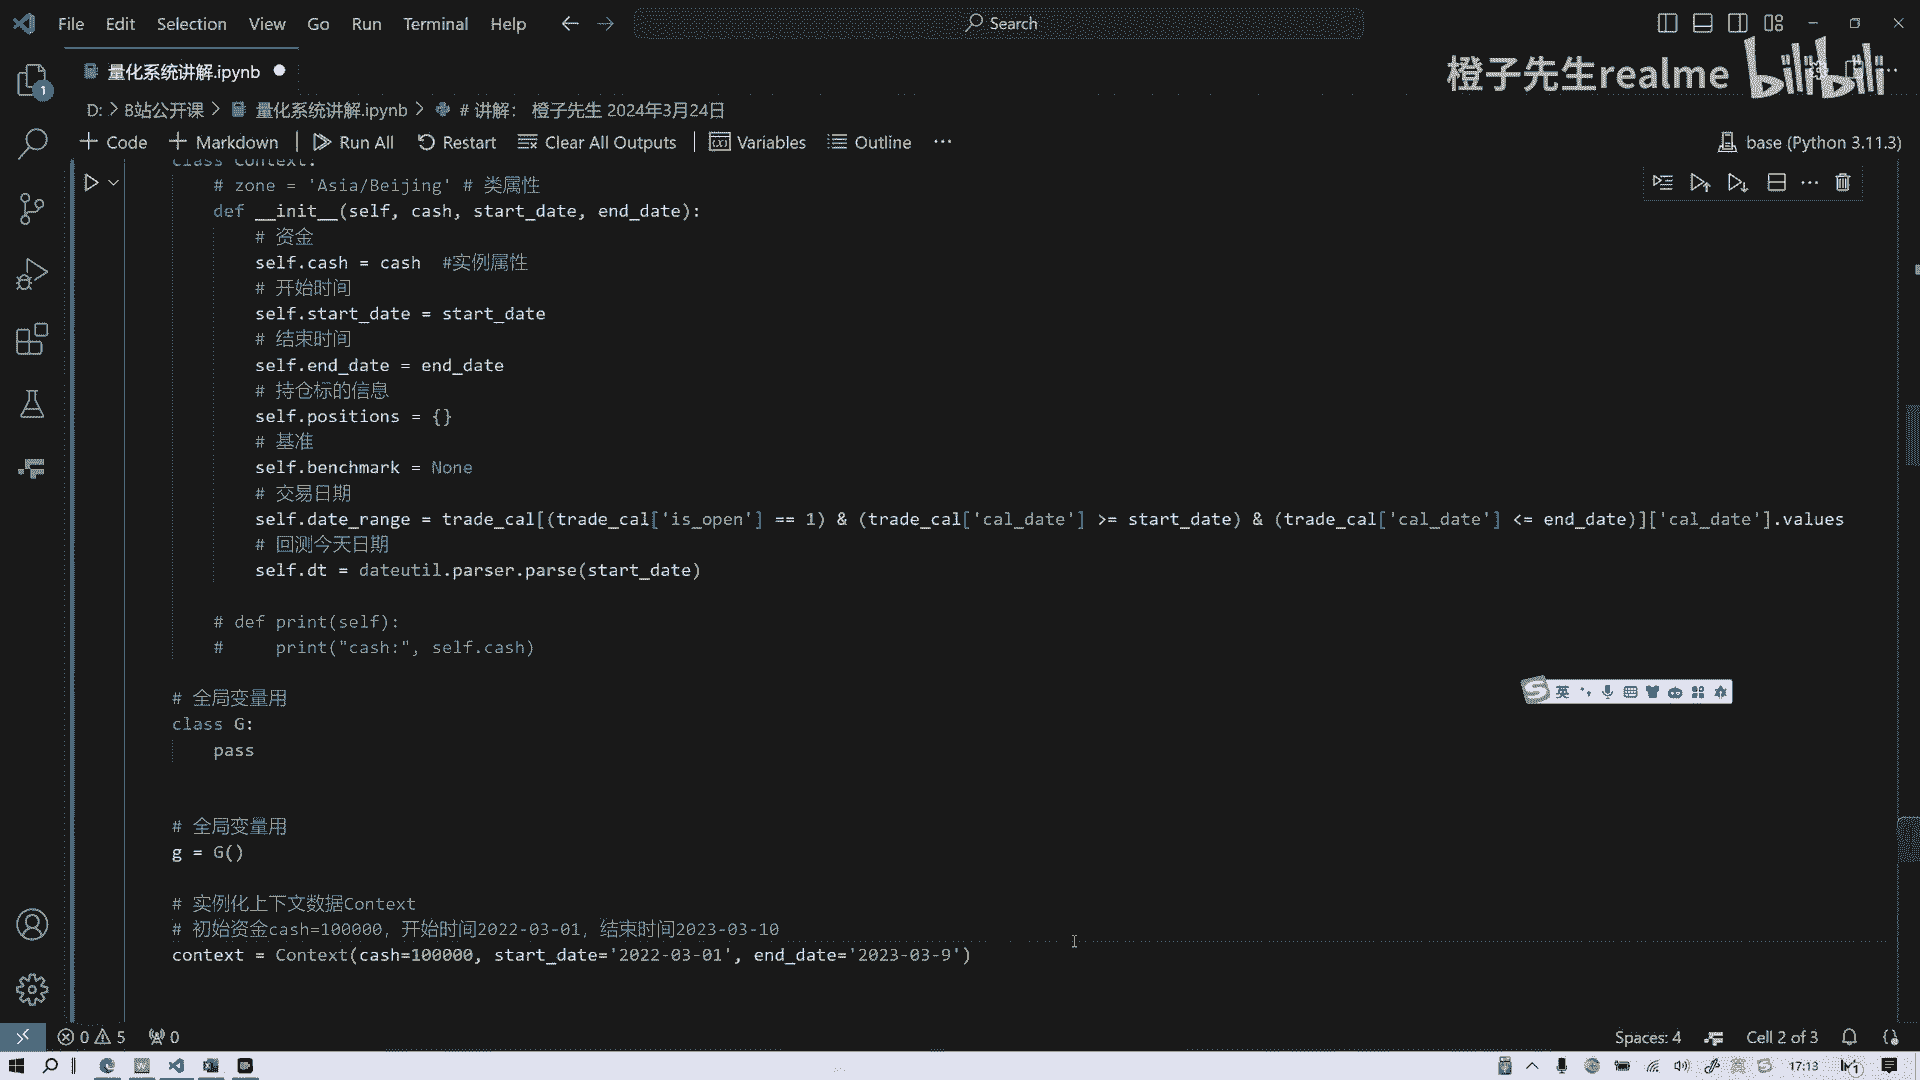 File Edit Selection View Go Run Terminal Help
Search
量化系统讲解.ipynb
橙子先生realme bilibili
1
D: > B站公开课 > 量化系统讲解.ipynb > # 讲解： 橙子先生 2024年3月24日
+ Code + Markdown | Run All Restart Clear All Outputs | Variables Outline ···
base (Python 3.11.3)
class Context:
# zone = 'Asia/Beijing' # 类属性
def __init__(self, cash, start_date, end_date):
# 资金
self.cash = cash #实例属性
# 开始时间
self.start_date = start_date
# 结束时间
self.end_date = end_date
# 持仓标的信息
self.positions = {}
# 基准
self.benchmark = None
# 交易日期
self.date_range = trade_cal[(trade_cal['is_open'] == 1) & (trade_cal['cal_date'] >= start_date) & (trade_cal['cal_date'] <= end_date)]['cal_date'].values
# 回测今天日期
self.dt = dateutil.parser.parse(start_date)
# def print(self):
# print("cash:", self.cash)
# 全局变量用
class G:
pass
英
# 全局变量用
g = G()
# 实例化上下文数据Context
# 初始资金cash=100000，开始时间2022-03-01，结束时间2023-03-10
context = Context(cash=100000, start_date='2022-03-01', end_date='2023-03-9')
0 5 0
Spaces: 4 Cell 2 of 3
17:13